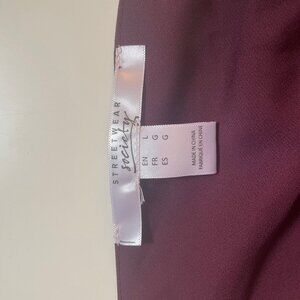 STREETWEAR
society
EN L
FR G
ES G
MADE IN CHINA
FABRIQUÉ EN CHINE